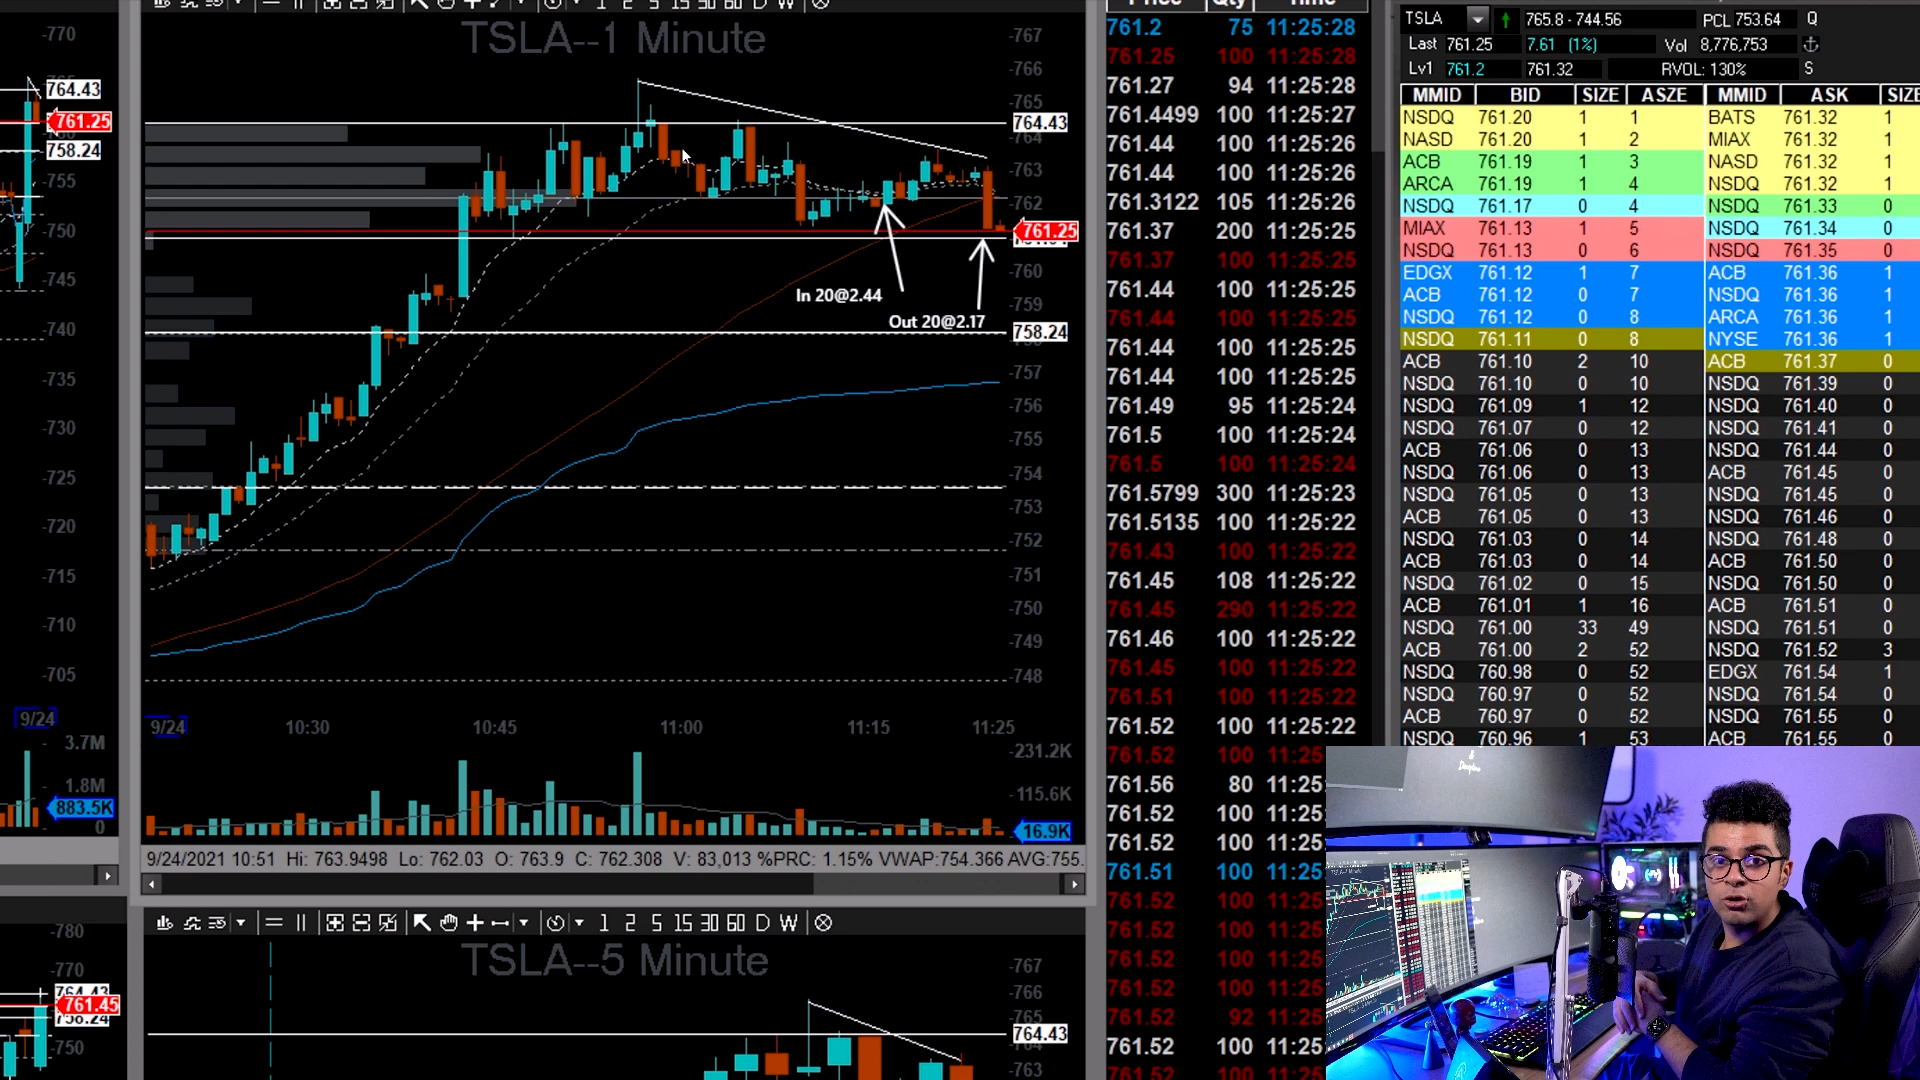 TSLA--1 Minute
-770
764.43
761.25
758.24
-755
-750
-745
-740
-735
-730
-725
-720
-715
-710
-705
9/24
3.7M
1.8M
883.5K
0
-767
-766
-765
764.43
-763
-762
761.25
-760
-759
758.24
-757
-756
-755
-754
-753
-752
-751
-750
-749
-748
In 20@2.44
Out 20@2.17
9/24 10:30 10:45 11:00 11:15 11:25
-231.2K
-115.6K
16.9K
9/24/2021 10:51 Hi: 763.9498 Lo: 762.03 O: 763.9 C: 762.308 V: 83,013 %PRC: 1.15% VWAP:754.366 AVG:755.
1 2 5 15 30 60 D W
TSLA--5 Minute
-780
-770
764.43
761.45
758.24
-750
-767
-766
-765
764.43
-763
Price Qty Time
761.2 75 11:25:28
761.25 100 11:25:28
761.27 94 11:25:28
761.4499 100 11:25:27
761.44 100 11:25:26
761.44 100 11:25:26
761.3122 105 11:25:26
761.37 200 11:25:25
761.37 100 11:25:25
761.44 100 11:25:25
761.44 100 11:25:25
761.44 100 11:25:25
761.44 100 11:25:25
761.49 95 11:25:24
761.5 100 11:25:24
761.5 100 11:25:24
761.5799 300 11:25:23
761.5135 100 11:25:22
761.43 100 11:25:22
761.45 108 11:25:22
761.45 290 11:25:22
761.46 100 11:25:22
761.45 100 11:25:22
761.51 100 11:25:22
761.52 100 11:25:22
761.52 100 11:25
761.56 80 11:25
761.52 100 11:25
761.52 100 11:25
761.51 100 11:25
761.52 100 11:25
761.52 100 11:25
761.52 100 11:25
761.52 100 11:25
761.52 92 11:25
761.52 100 11:25
761.52 100 11:25
TSLA 765.8 - 744.56 PCL 753.64 Q
Last 761.25 7.61 (1%) Vol 8,776,753
Lv1 761.2 761.32 RVOL: 130% S
MMID BID SIZE ASZE MMID ASK SIZE
NSDQ 761.20 1 1 BATS 761.32 1
NASD 761.20 1 2 MIAX 761.32 1
ACB 761.19 1 3 NASD 761.32 1
ARCA 761.19 1 4 NSDQ 761.32 1
NSDQ 761.17 0 4 NSDQ 761.33 0
MIAX 761.13 1 5 NSDQ 761.34 0
NSDQ 761.13 0 6 NSDQ 761.35 0
EDGX 761.12 1 7 ACB 761.36 1
ACB 761.12 0 7 NSDQ 761.36 1
NSDQ 761.12 0 8 ARCA 761.36 1
NSDQ 761.11 0 8 NYSE 761.36 1
ACB 761.10 2 10 ACB 761.37 0
NSDQ 761.10 0 10 NSDQ 761.39 0
NSDQ 761.09 1 12 NSDQ 761.40 0
NSDQ 761.07 0 12 NSDQ 761.41 0
ACB 761.06 0 13 NSDQ 761.44 0
NSDQ 761.06 0 13 ACB 761.45 0
NSDQ 761.05 0 13 NSDQ 761.45 0
ACB 761.05 0 13 NSDQ 761.46 0
NSDQ 761.03 0 14 NSDQ 761.48 0
ACB 761.03 0 14 ACB 761.50 0
NSDQ 761.02 0 15 NSDQ 761.50 0
ACB 761.01 1 16 ACB 761.51 0
NSDQ 761.00 33 49 NSDQ 761.51 0
ACB 761.00 2 52 NSDQ 761.52 3
NSDQ 760.98 0 52 EDGX 761.54 1
NSDQ 760.97 0 52 NSDQ 761.54 0
ACB 760.97 0 52 NSDQ 761.55 0
NSDQ 760.96 1 53 ACB 761.55 0